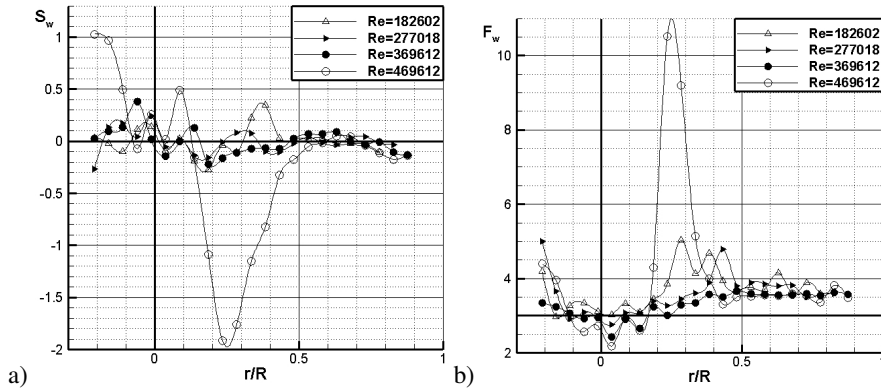 S_w
Re=182602
Re=277018
Re=369612
Re=469612
1
0.5
0
-0.5
-1
-1.5
-2
0
0.5
1
r/R
a)
F_w
Re=182602
Re=277018
Re=369612
Re=469612
10
8
6
4
2
0
0.5
1
r/R
b)